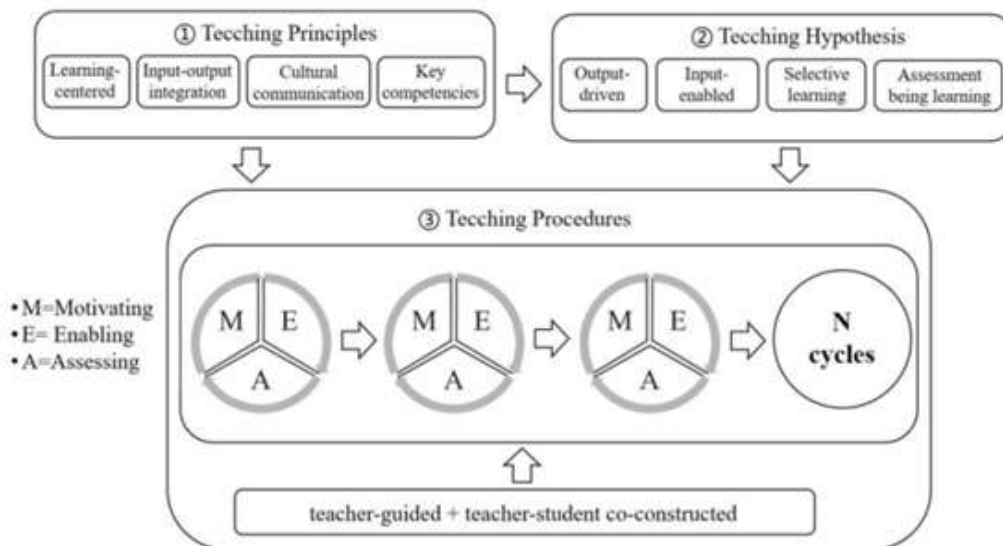 ① Tecching Principles
Learning-
centered
Input-output
integration
Cultural
communication
Key
competencies
② Tecching Hypothesis
Output-
driven
Input-
enabled
Selective
learning
Assessment
being learning
③ Tecching Procedures
• M=Motivating
• E= Enabling
• A=Assessing
M E
A
M E
A
M E
A
N
cycles
teacher-guided + teacher-student co-constructed